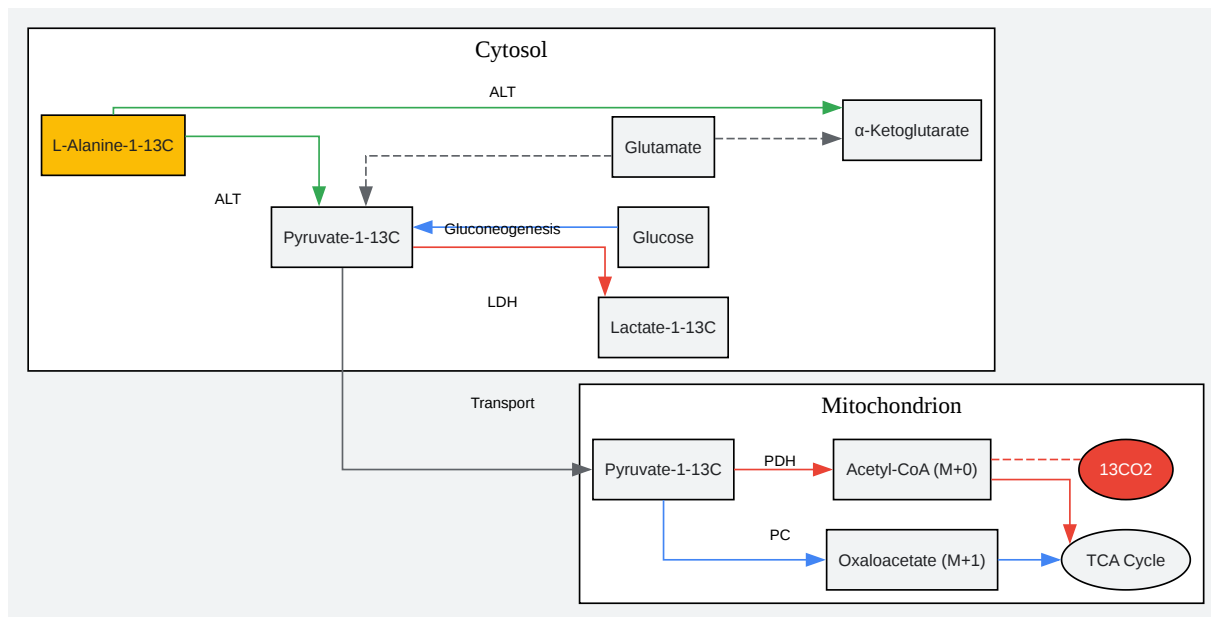 Cytosol
ALT
L-Alanine-1-13C
Glutamate
α-Ketoglutarate
ALT
Pyruvate-1-13C
Gluconeogenesis
Glucose
LDH
Lactate-1-13C
Transport
Mitochondrion
Pyruvate-1-13C
PDH
Acetyl-CoA (M+0)
13CO2
PC
Oxaloacetate (M+1)
TCA Cycle